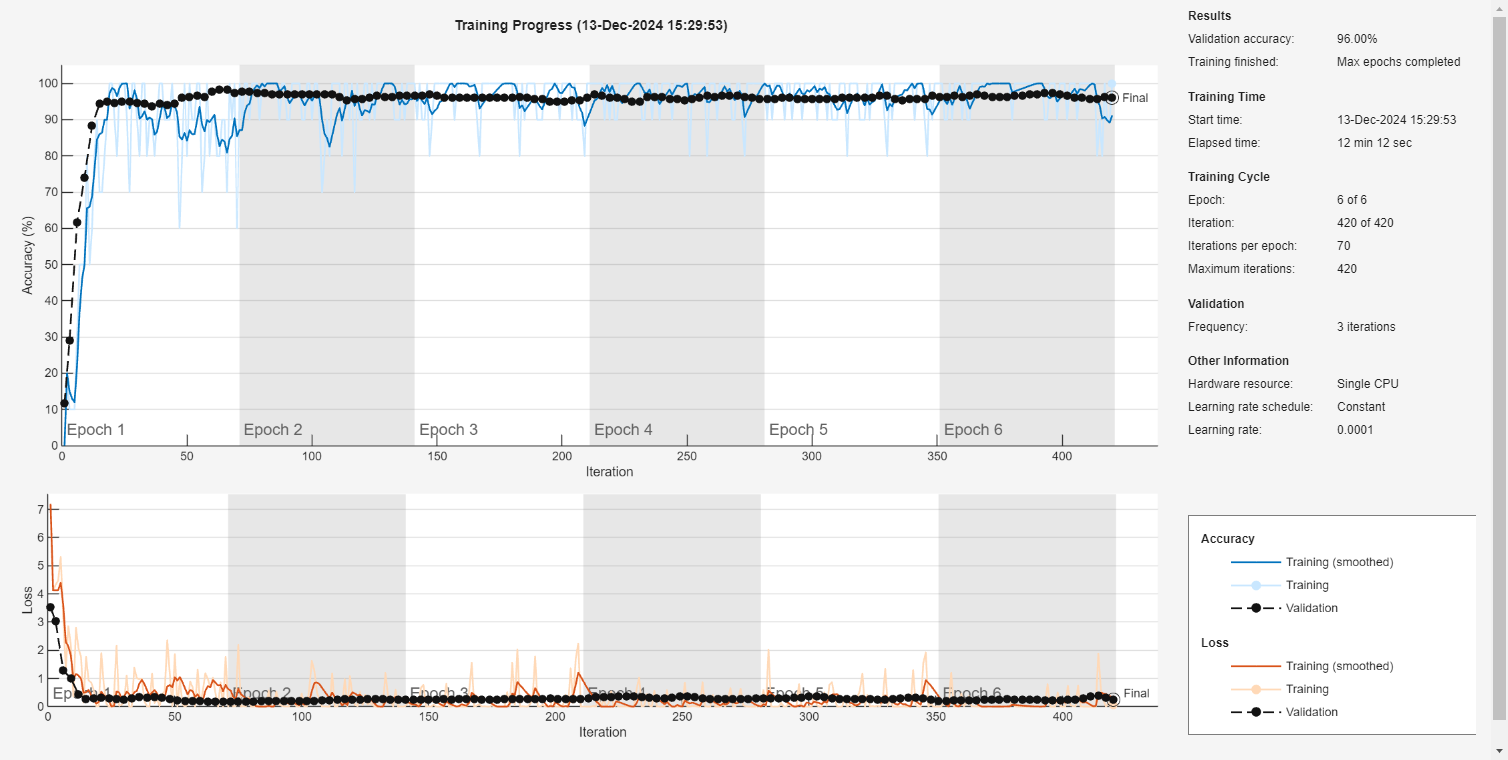 Training Progress (13-Dec-2024 15:29:53)
100
90
80
70
60
50
40
30
20
10
0
Accuracy (%)
Final
Epoch 1
Epoch 2
Epoch 3
Epoch 4
Epoch 5
Epoch 6
0
50
100
150
200
250
300
350
400
Iteration
7
6
5
4
3
2
1
0
Loss
Final
Epoch 1
Epoch 2
Epoch 3
Epoch 4
Epoch 5
Epoch 6
0
50
100
150
200
250
300
350
400
Iteration
Results
Validation accuracy: 96.00%
Training finished: Max epochs completed
Training Time
Start time: 13-Dec-2024 15:29:53
Elapsed time: 12 min 12 sec
Training Cycle
Epoch: 6 of 6
Iteration: 420 of 420
Iterations per epoch: 70
Maximum iterations: 420
Validation
Frequency: 3 iterations
Other Information
Hardware resource: Single CPU
Learning rate schedule: Constant
Learning rate: 0.0001
Accuracy
Training (smoothed)
Training
Validation
Loss
Training (smoothed)
Training
Validation